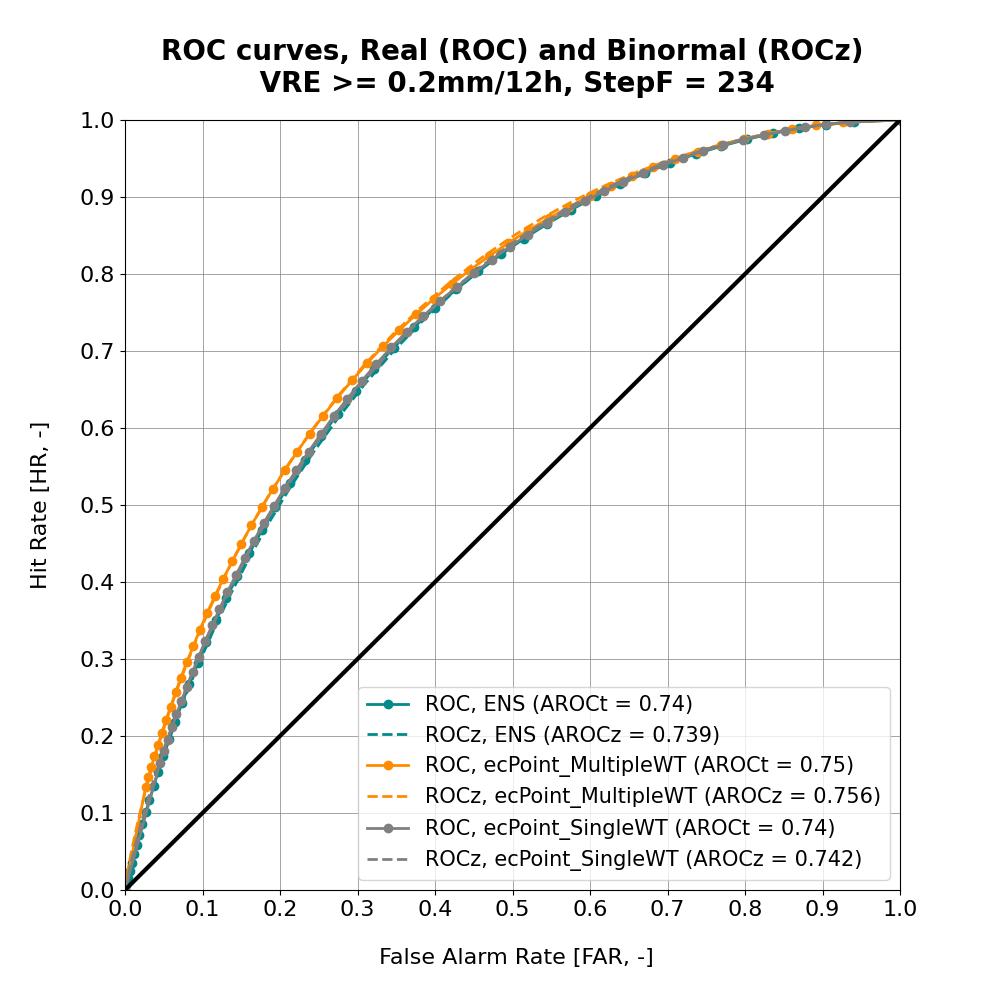 ROC curves, Real (ROC) and Binormal (ROCz)
VRE >= 0.2mm/12h, StepF = 234
1.0
0.9
0.8
0.7
0.6
0.5
0.4
0.3
0.2
0.1
0.0
Hit Rate [HR, -]
ROC, ENS (AROCt = 0.74)
ROCz, ENS (AROCz = 0.739)
ROC, ecPoint_MultipleWT (AROCt = 0.75)
ROCz, ecPoint_MultipleWT (AROCz = 0.756)
ROC, ecPoint_SingleWT (AROCt = 0.74)
ROCz, ecPoint_SingleWT (AROCz = 0.742)
0.0 0.1 0.2 0.3 0.4 0.5 0.6 0.7 0.8 0.9 1.0
False Alarm Rate [FAR, -]